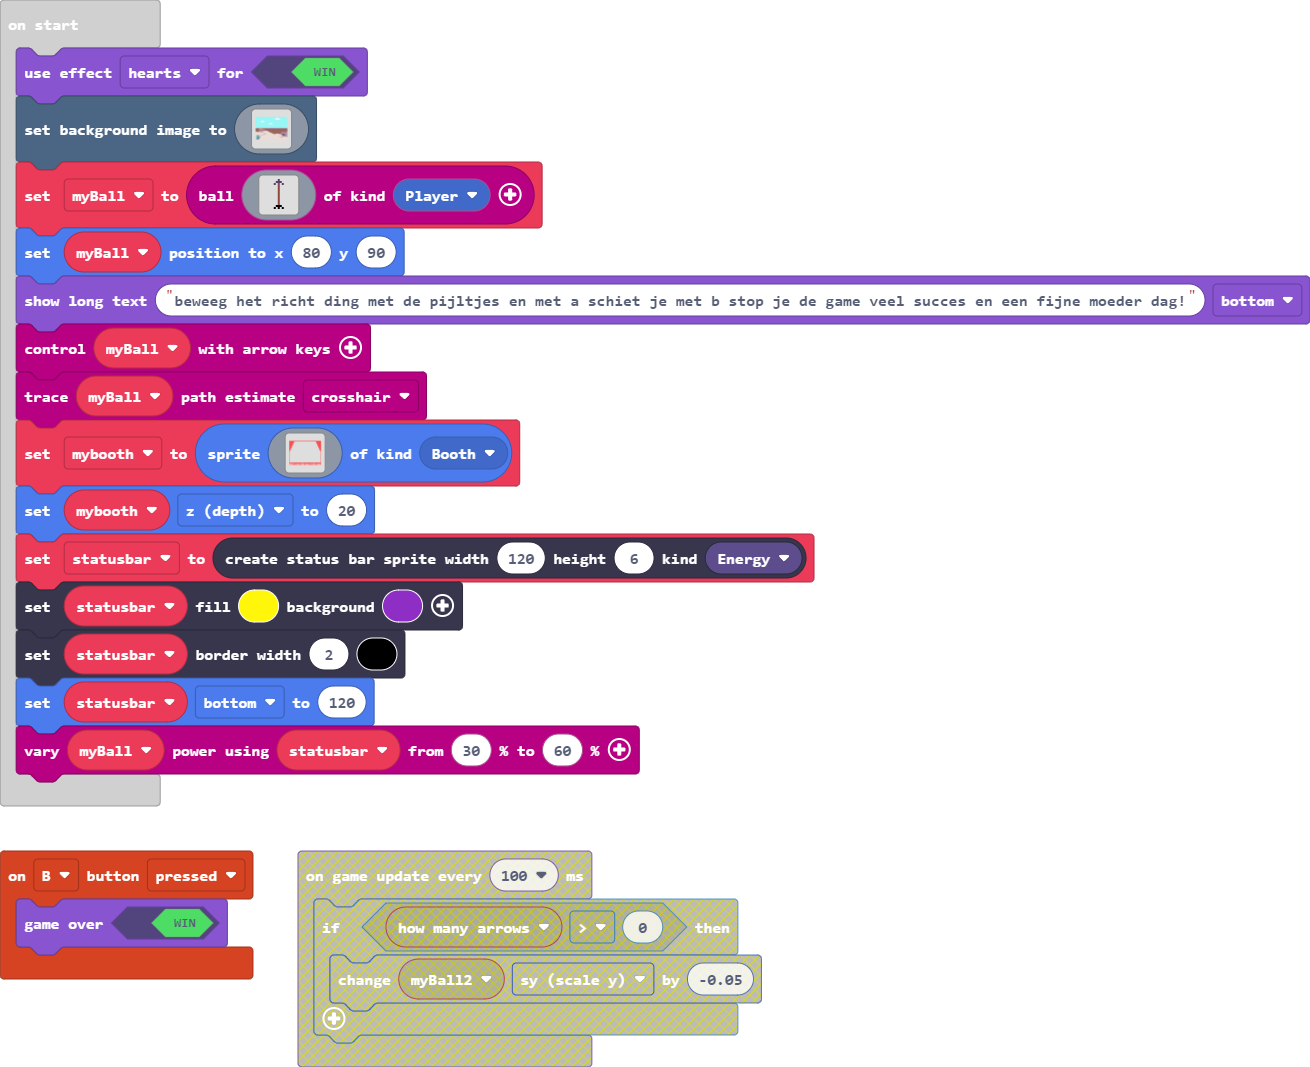 on start
use effect hearts for WIN
set background image to
set myBall to ball of kind Player
set myBall position to x 80 y 90
show long text "beweeg het richt ding met de pijltjes en met a schiet je met b stop je de game veel succes en een fijne moeder dag!" bottom
control myBall with arrow keys
trace myBall path estimate crosshair
set mybooth to sprite of kind Booth
set mybooth z (depth) to 20
set statusbar to create status bar sprite width 120 height 6 kind Energy
set statusbar fill background
set statusbar border width 2
set statusbar bottom to 120
vary myBall power using statusbar from 30 % to 60 %
on B button pressed
game over WIN
on game update every 100 ms
if how many arrows > 0 then
change myBall2 sy (scale y) by -0.05